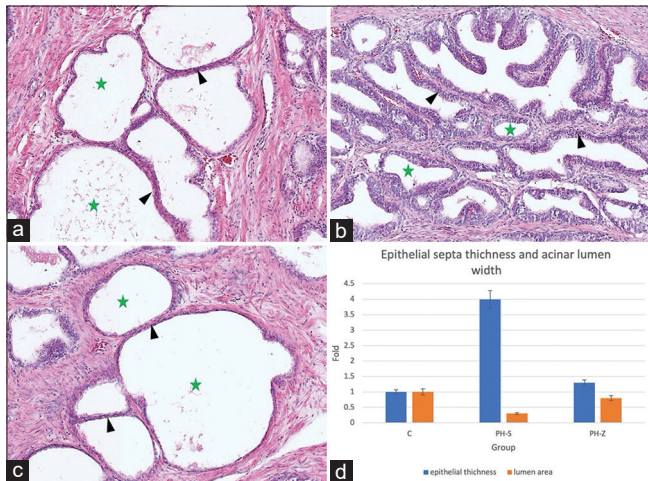 a
b
c
Epithelial septa thichness and acinar lumen
width
4.5
4
3.5
3
2.5
2
1.5
1
0.5
0
Fold
C
PH-S
PH-Z
Group
epithelial thickness
lumen area
d